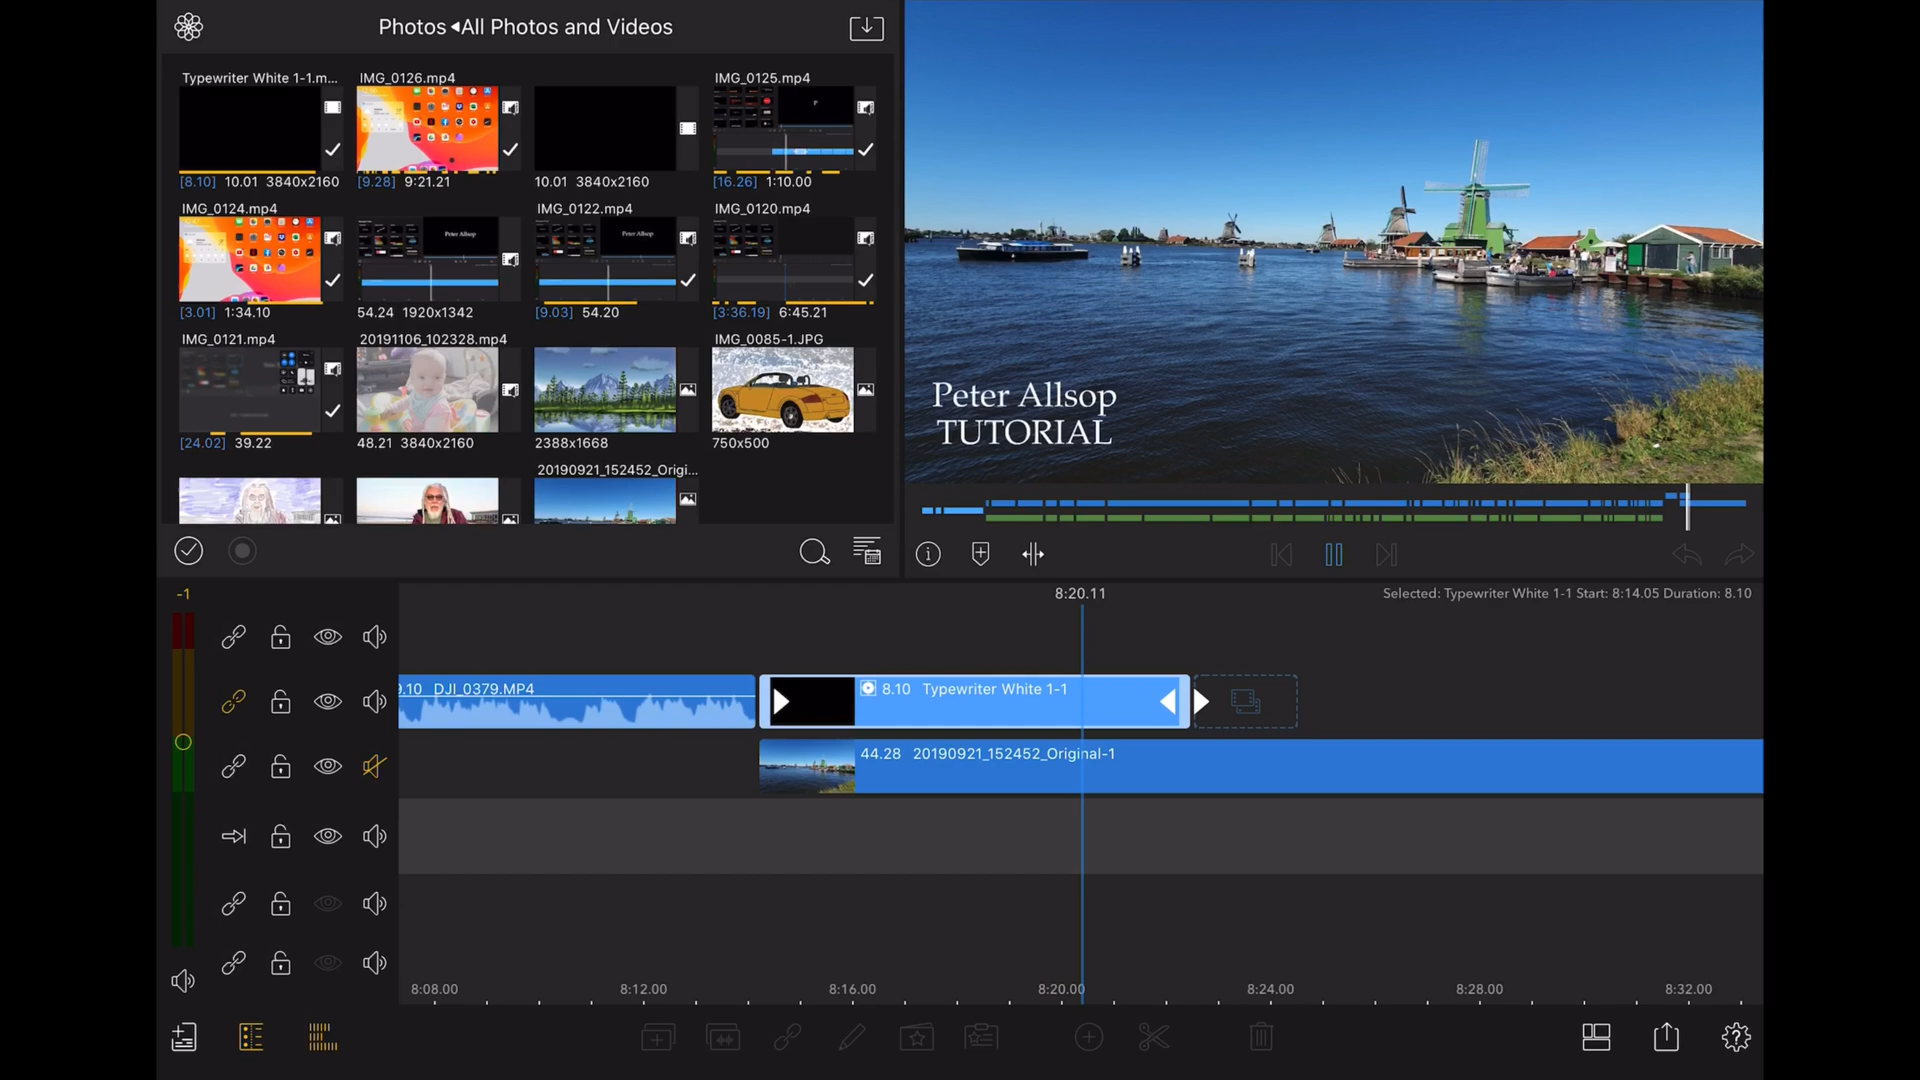 Photos ◂All Photos and Videos
Typewriter White 1-1.m...
IMG_0126.mp4
IMG_0125.mp4
[8.10] 10.01 3840x2160
[9.28] 9:21.21
10.01 3840x2160
[16.26] 1:10.00
IMG_0124.mp4
IMG_0122.mp4
IMG_0120.mp4
Peter Allsop
Peter Allsop
[3.01] 1:34.10
54.24 1920x1342
[9.03] 54.20
[3:36.19] 6:45.21
IMG_0121.mp4
20191106_102328.mp4
IMG_0085-1.JPG
[24.02] 39.22
48.21 3840x2160
2388x1668
750x500
20190921_152452_Origi...
Peter Allsop
TUTORIAL
-1
8:20.11
Selected: Typewriter White 1-1 Start: 8:14.05 Duration: 8.10
9.10 DJI_0379.MP4
8.10 Typewriter White 1-1
44.28 20190921_152452_Original-1
8:08.00
8:12.00
8:16.00
8:20.00
8:24.00
8:28.00
8:32.00